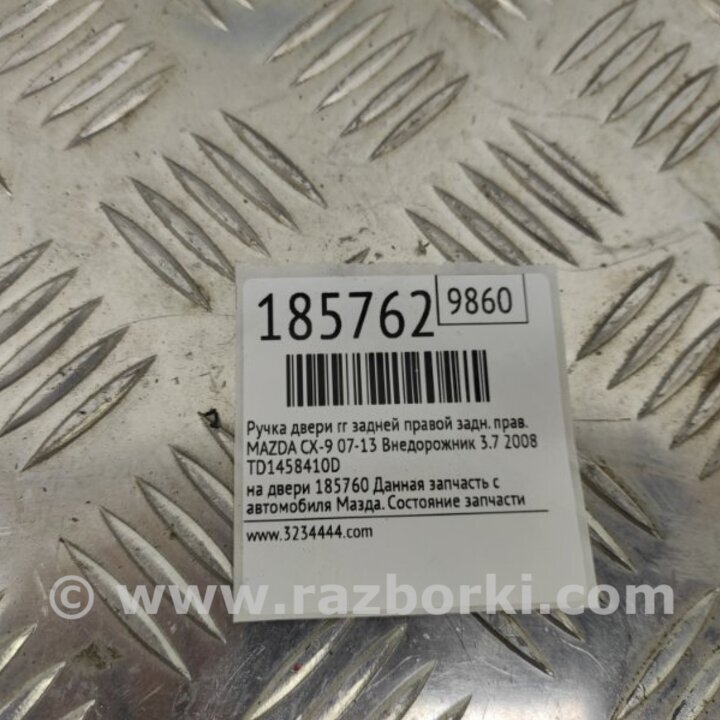 185762
9860
Ручка двери rr задней правой задн. прав.
MAZDA CX-9 07-13 Внедорожник 3.7 2008
TD1458410D
на двери 185760 Данная запчасть с
автомобиля Мазда. Состояние запчасти
www.3234444.com
© www.razborki.com